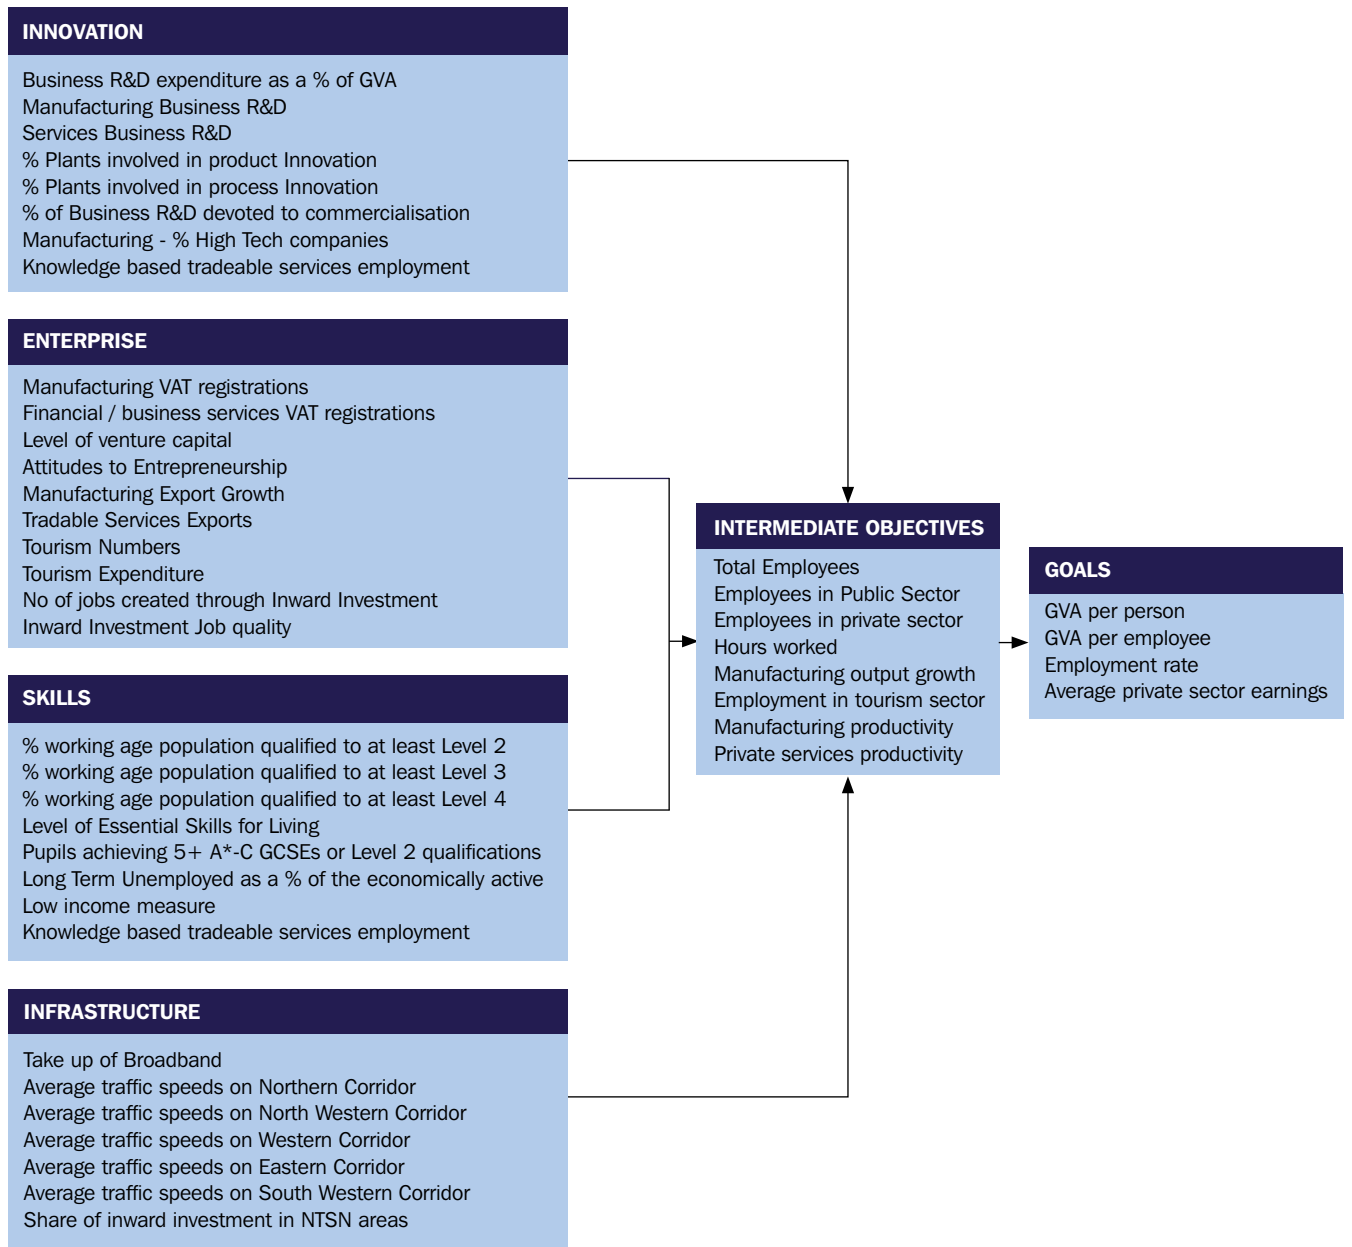 INNOVATION
Business R&D expenditure as a % of GVA
Manufacturing Business R&D
Services Business R&D
% Plants involved in product Innovation
% Plants involved in process Innovation
% of Business R&D devoted to commercialisation
Manufacturing - % High Tech companies
Knowledge based tradeable services employment
ENTERPRISE
Manufacturing VAT registrations
Financial / business services VAT registrations
Level of venture capital
Attitudes to Entrepreneurship
Manufacturing Export Growth
Tradable Services Exports
Tourism Numbers
Tourism Expenditure
No of jobs created through Inward Investment
Inward Investment Job quality
SKILLS
% working age population qualified to at least Level 2
% working age population qualified to at least Level 3
% working age population qualified to at least Level 4
Level of Essential Skills for Living
Pupils achieving 5+ A*-C GCSEs or Level 2 qualifications
Long Term Unemployed as a % of the economically active
Low income measure
Knowledge based tradeable services employment
INFRASTRUCTURE
Take up of Broadband
Average traffic speeds on Northern Corridor
Average traffic speeds on North Western Corridor
Average traffic speeds on Western Corridor
Average traffic speeds on Eastern Corridor
Average traffic speeds on South Western Corridor
Share of inward investment in NTSN areas
INTERMEDIATE OBJECTIVES
Total Employees
Employees in Public Sector
Employees in private sector
Hours worked
Manufacturing output growth
Employment in tourism sector
Manufacturing productivity
Private services productivity
GOALS
GVA per person
GVA per employee
Employment rate
Average private sector earnings